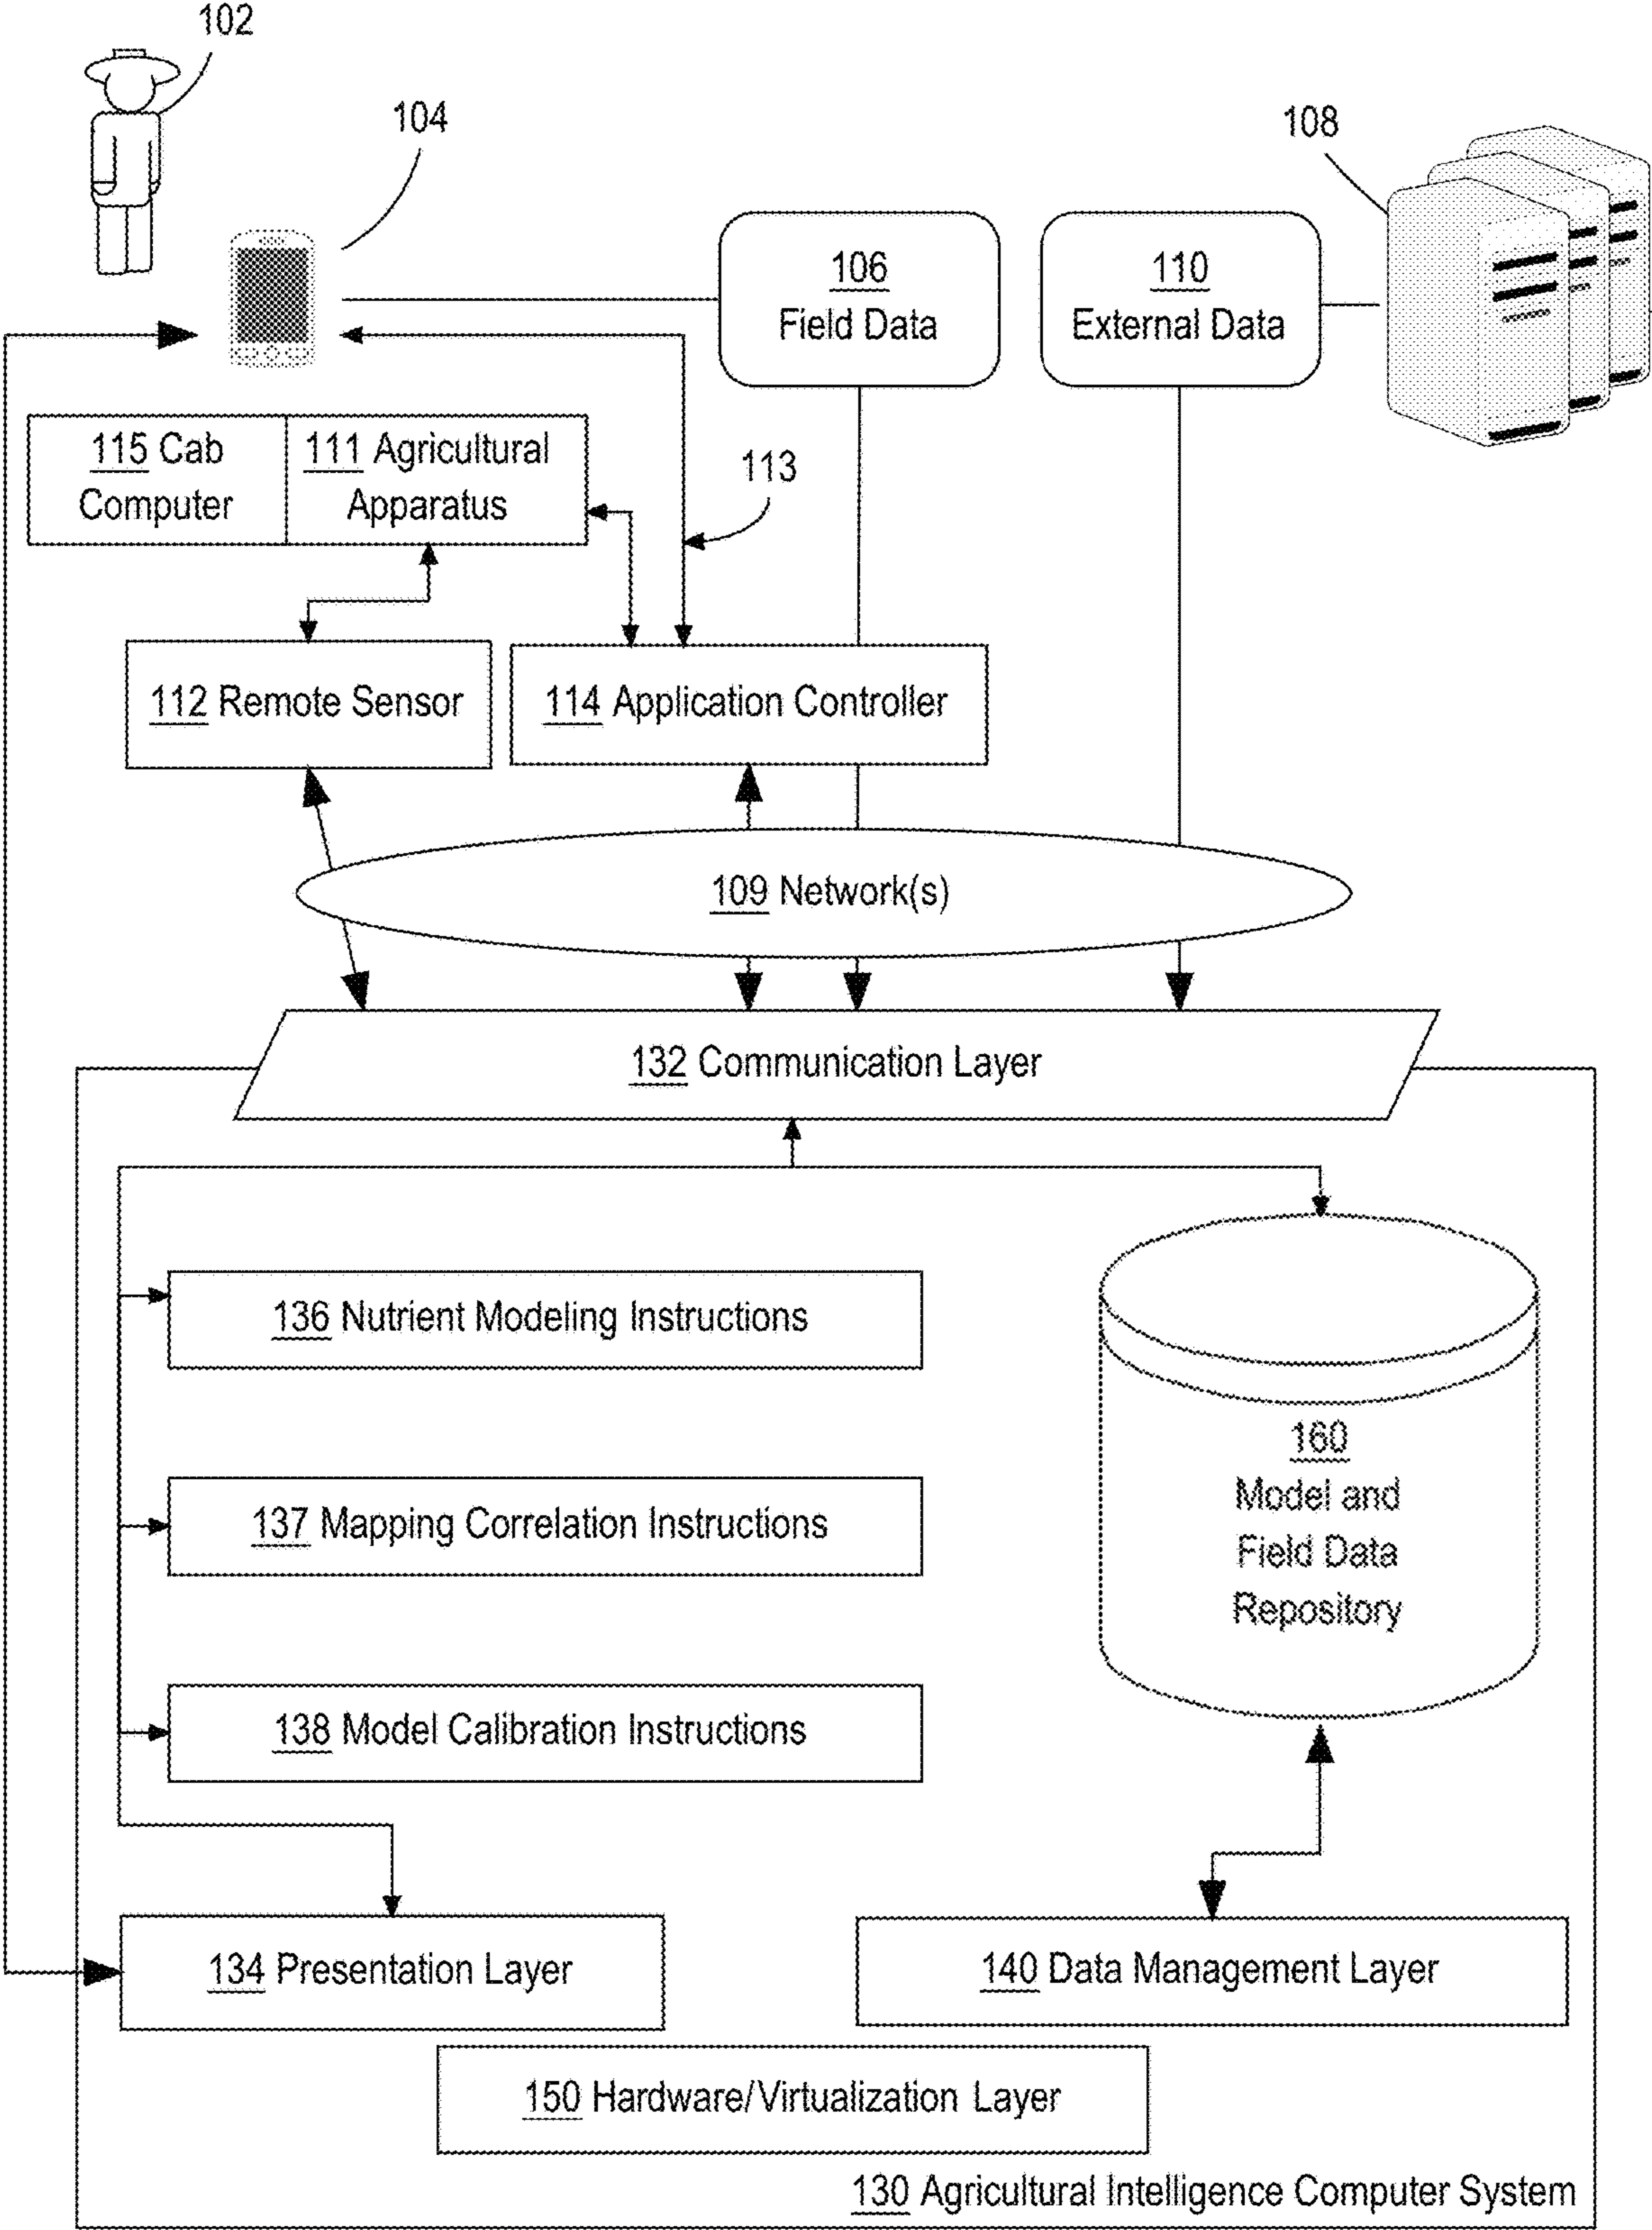 102
104
108
106
Field Data
110
External Data
115 Cab
Computer
111 Agricultural
Apparatus
113
112 Remote Sensor
114 Application Controller
109 Network(s)
132 Communication Layer
136 Nutrient Modeling Instructions
137 Mapping Correlation Instructions
138 Model Calibration Instructions
160
Model and
Field Data
Repository
134 Presentation Layer
140 Data Management Layer
150 Hardware/Virtualization Layer
130 Agricultural Intelligence Computer System